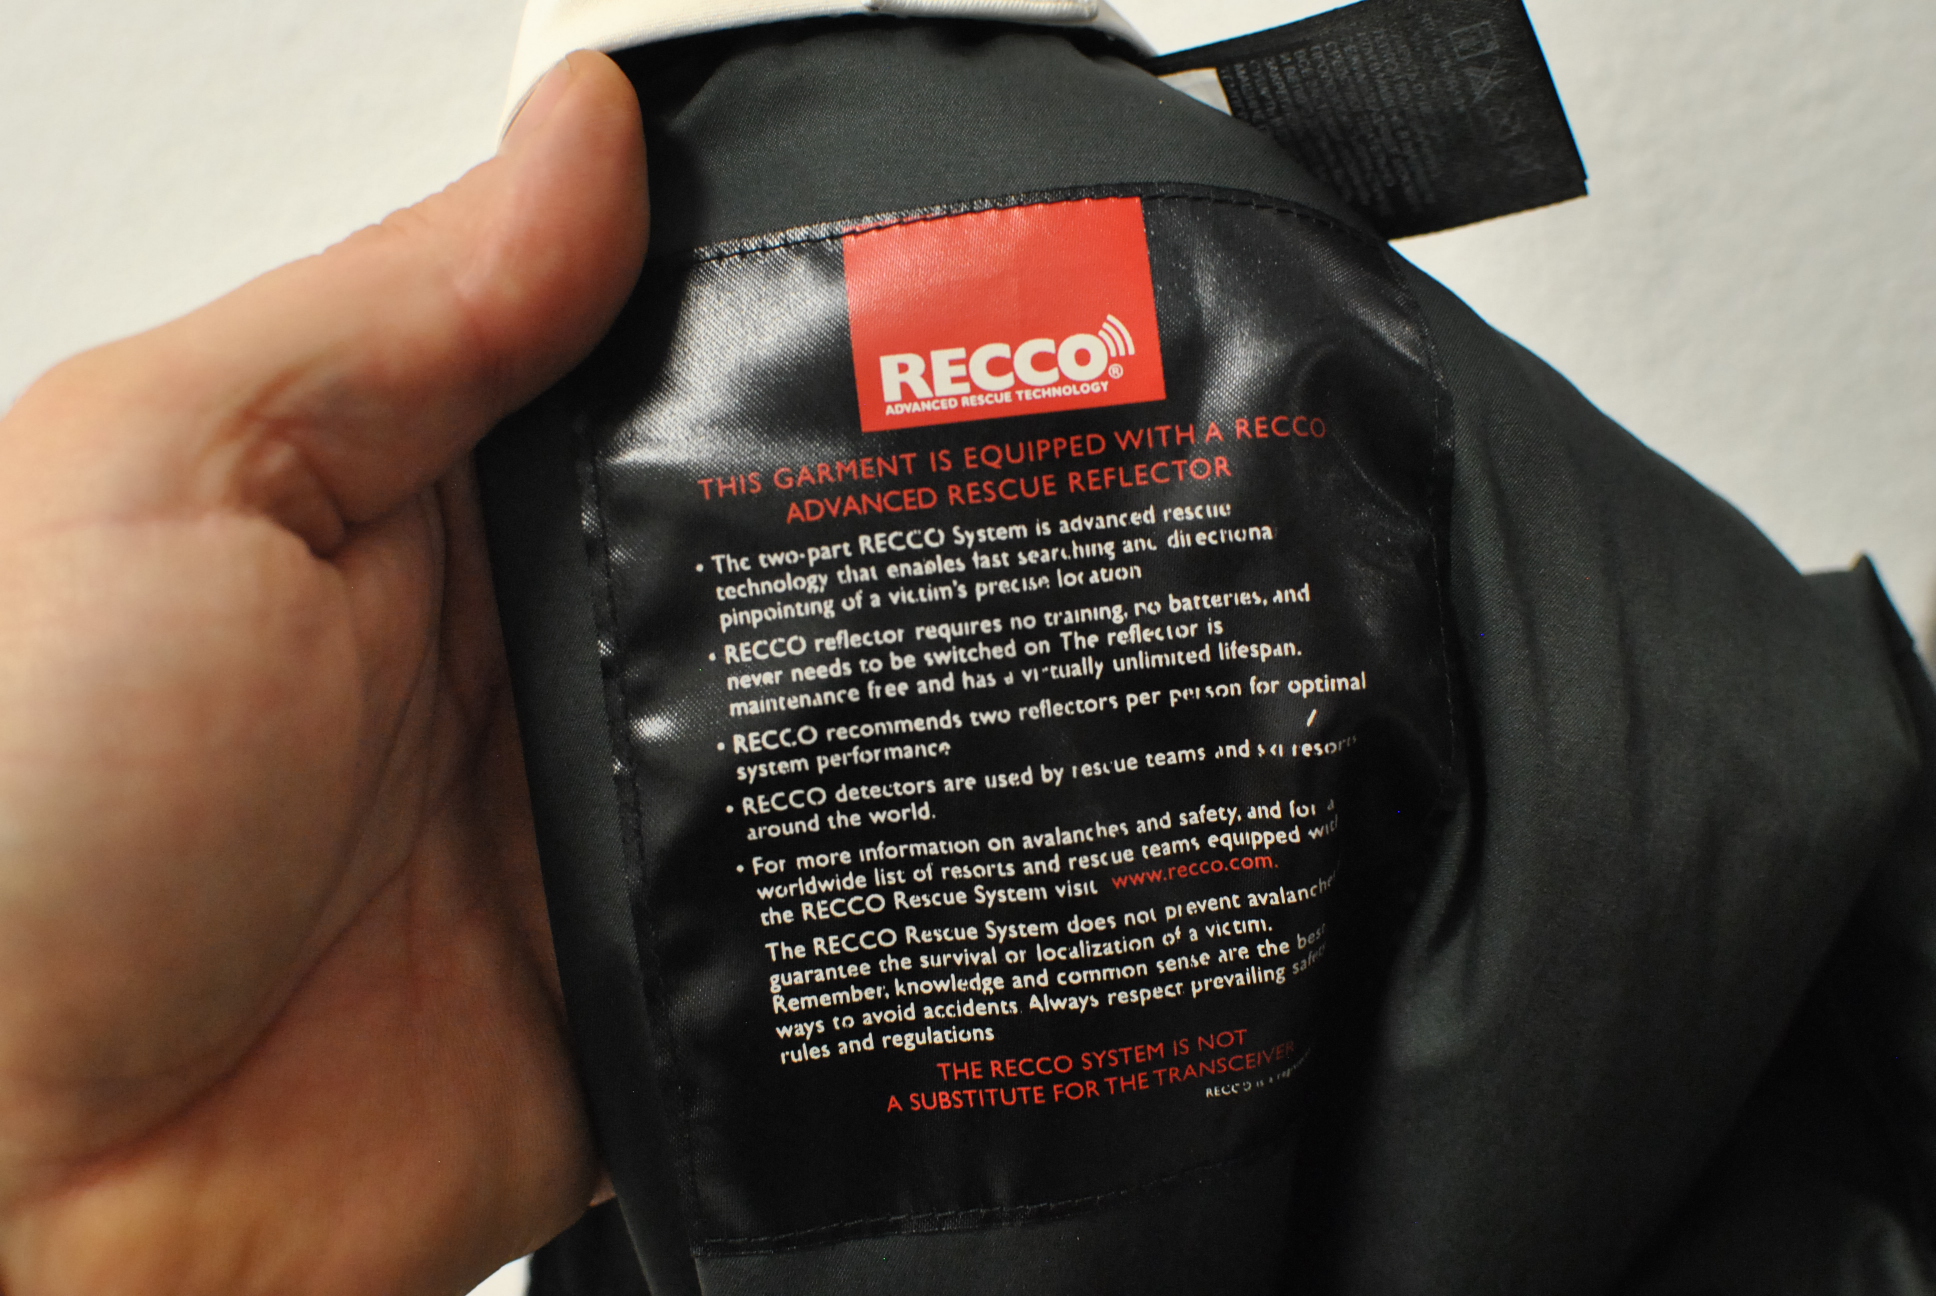 RECCO®
ADVANCED RESCUE TECHNOLOGY
THIS GARMENT IS EQUIPPED WITH A RECCO
ADVANCED RESCUE REFLECTOR
• The two-part RECCO System is advanced rescue
technology that enables fast searching and directiona
pinpointing of a victim's precise location
• RECCO reflector requires no training, no batteries, and
never needs to be switched on The reflector is
maintenance free and has a virtually unlimited lifespan.
• RECCO recommends two reflectors per person for optimal
system performance
• RECCO detectors are used by rescue teams and ski resort
around the world.
• For more information on avalanches and safety, and for a
worldwide list of resorts and rescue teams equipped with
the RECCO Rescue System visit www.recco.com.
The RECCO Rescue System does not prevent avalanche
guarantee the survival or localization of a victim.
Remember, knowledge and common sense are the best
ways to avoid accidents. Always respect prevailing
rules and regulations
THE RECCO SYSTEM IS NOT
A SUBSTITUTE FOR THE TRANSCEIVER
RECCO is a